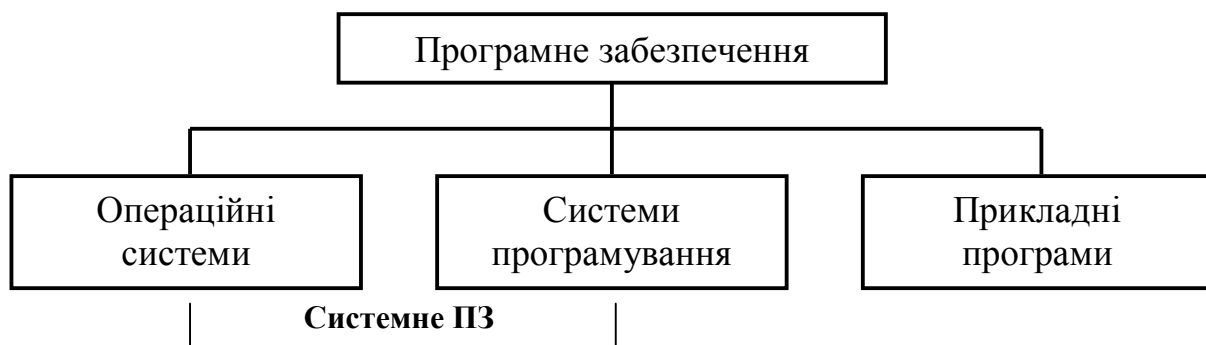 Програмне забезпечення
Операційні
системи
Системи
програмування
Прикладні
програми
Системне ПЗ